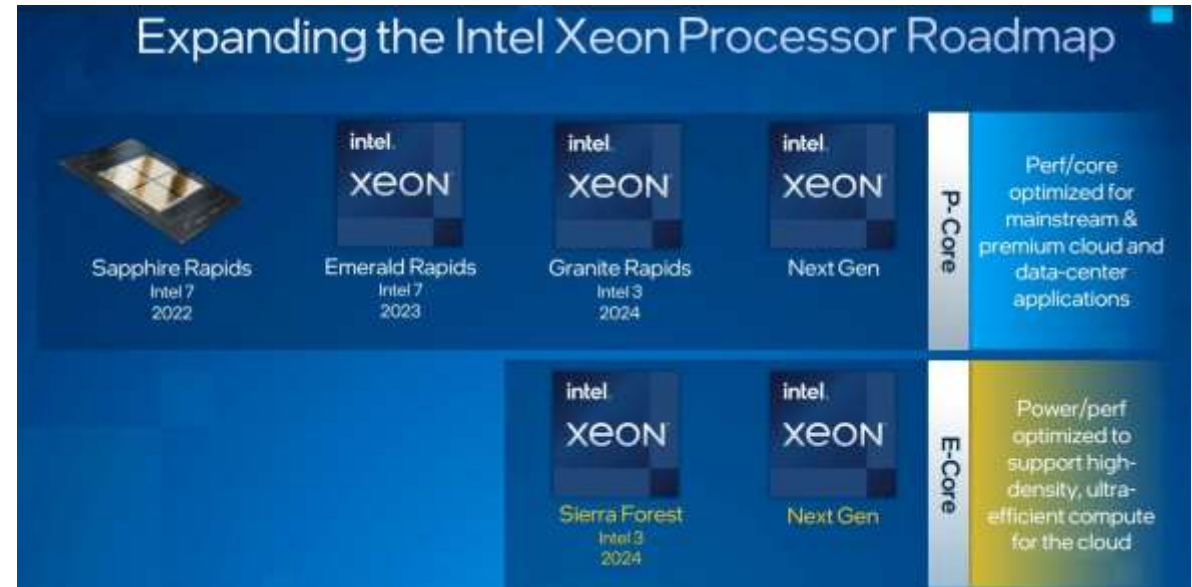 Expanding the Intel Xeon Processor Roadmap
Sapphire Rapids
Intel 7
2022
intel.
xeon
Emerald Rapids
Intel 7
2023
intel
xeon
Granite Rapids
Intel 3
2024
intel.
xeon
Next Gen
P-Core
Perf/core
optimized for
mainstream &
premium cloud and
data-center
applications
intel
xeon
Sierra Forest
Intel 3
2024
intel.
xeon
Next Gen
E-Core
Power/perf
optimized to
support high-
density, ultra-
efficient compute
for the cloud